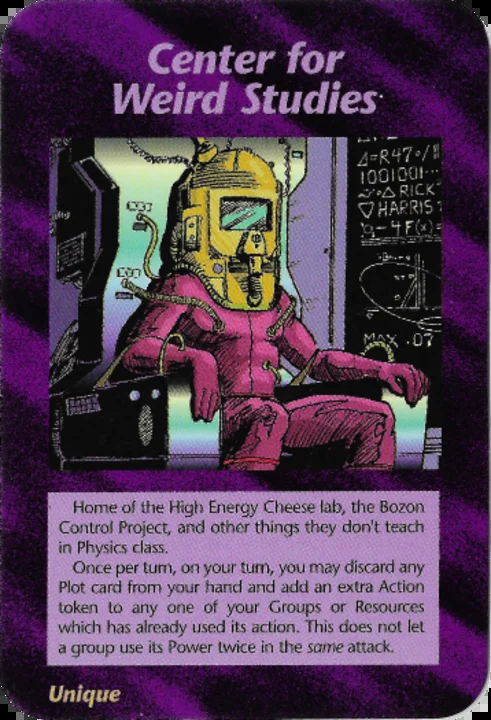 Center for
Weird Studies
Δ=R47∘/
1001001...
Δ RICK
▽ HARRIS
MAX .07
Home of the High Energy Cheese lab, the Bozon
Control Project, and other things they don't teach
in Physics class.
Once per turn, on your turn, you may discard any
Plot card from your hand and add an extra Action
token to any one of your Groups or Resources
which has already used its action. This does not let
a group use its Power twice in the same attack.
Unique